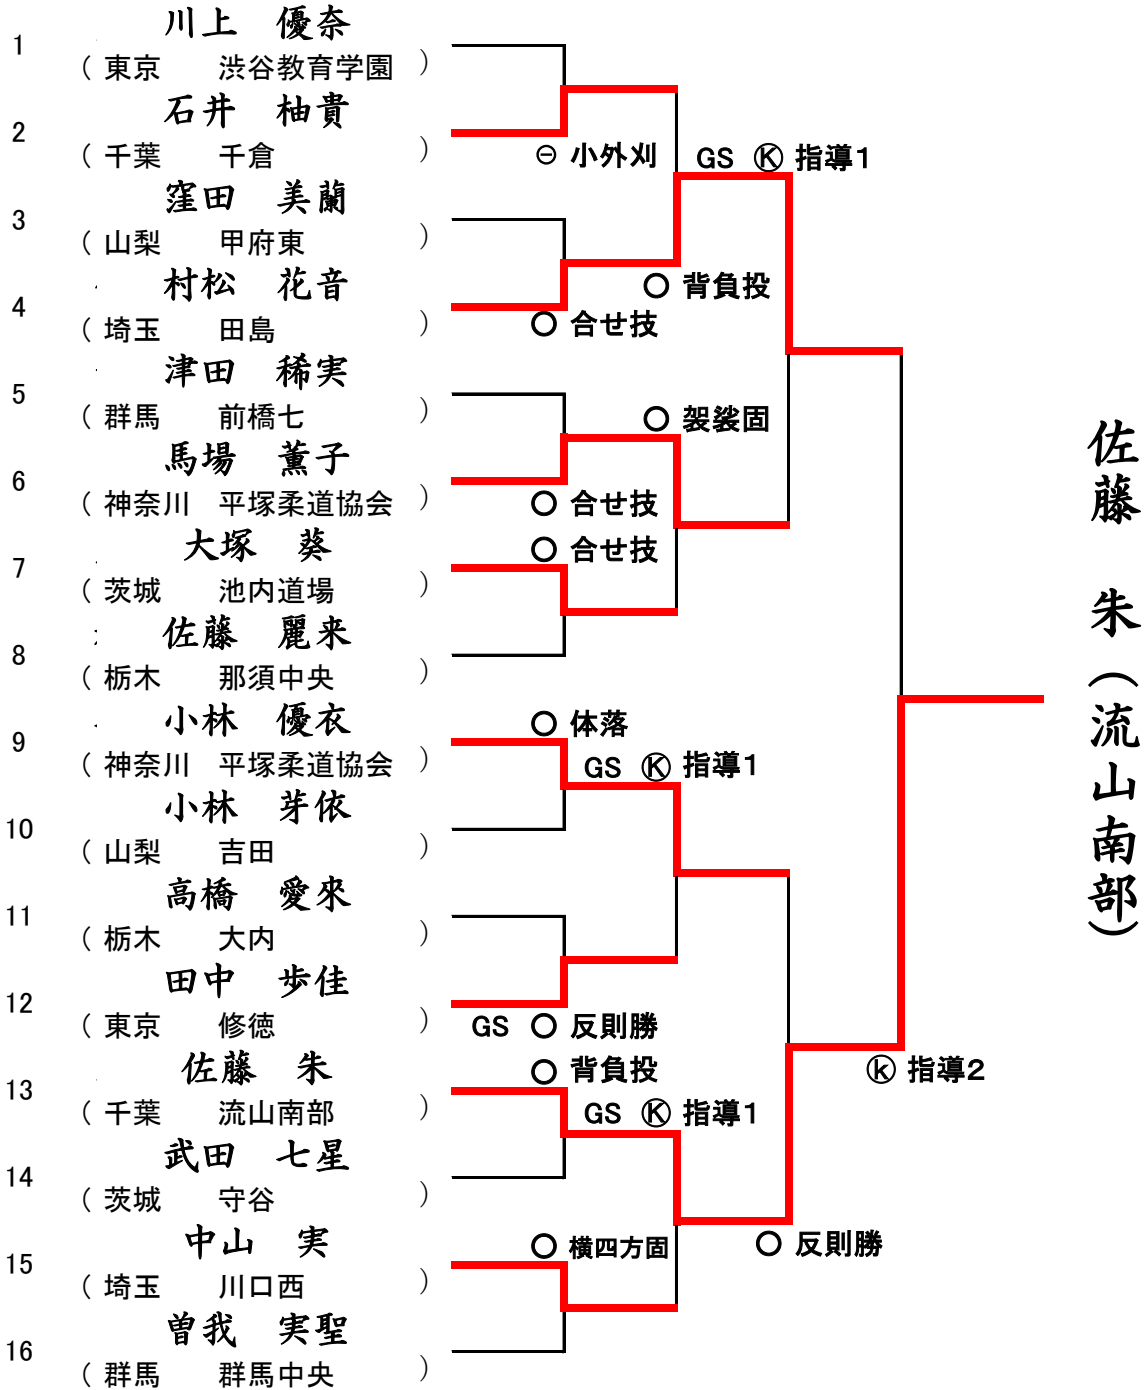 1 川上 優奈
( 東京 渋谷教育学園 )
2 石井 柚貴
( 千葉 千倉 )
⊖ 小外刈
GS Ⓚ 指導1
3 窪田 美蘭
( 山梨 甲府東 )
4 村松 花音
( 埼玉 田島 )
○ 背負投
○ 合せ技
5 津田 稀実
( 群馬 前橋七 )
○ 袈裟固
6 馬場 薫子
( 神奈川 平塚柔道協会 )
○ 合せ技
7 大塚 葵
( 茨城 池内道場 )
○ 合せ技
8 佐藤 麗来
( 栃木 那須中央 )
9 小林 優衣
( 神奈川 平塚柔道協会 )
○ 体落
GS Ⓚ 指導1
10 小林 芽依
( 山梨 吉田 )
11 高橋 愛來
( 栃木 大内 )
12 田中 歩佳
( 東京 修徳 )
GS ○ 反則勝
13 佐藤 朱
( 千葉 流山南部 )
○ 背負投
GS Ⓚ 指導1
ⓚ 指導2
14 武田 七星
( 茨城 守谷 )
15 中山 実
( 埼玉 川口西 )
○ 横四方固
○ 反則勝
16 曽我 実聖
( 群馬 群馬中央 )
佐藤 朱（流山南部）